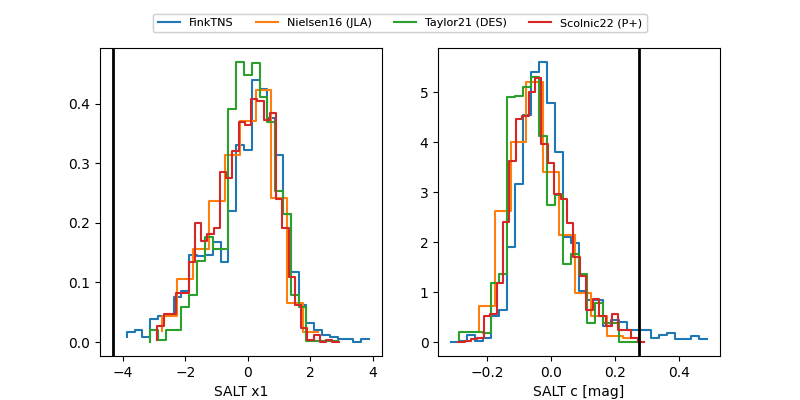 FinkTNS Nielsen16 (JLA) Taylor21 (DES) Scolnic22 (P+)
0.4
0.3
0.2
0.1
0.0
−4 −2 0 2 4
SALT x1
5
4
3
2
1
0
−0.2 0.0 0.2 0.4
SALT c [mag]